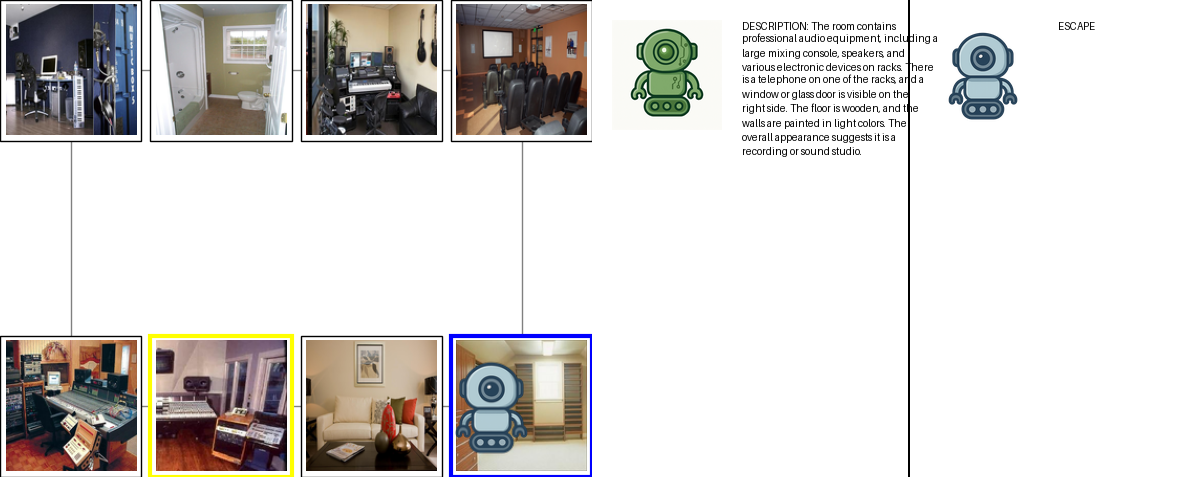 DESCRIPTION: The room contains
professional audio equipment, including a
large mixing console, speakers, and
various electronic devices on racks. There
is a telephone on one of the racks, and a
window or glass door is visible on the
right side. The floor is wooden, and the
walls are painted in light colors. The
overall appearance suggests it is a
recording or sound studio.
ESCAPE
MUSIC BOX 5